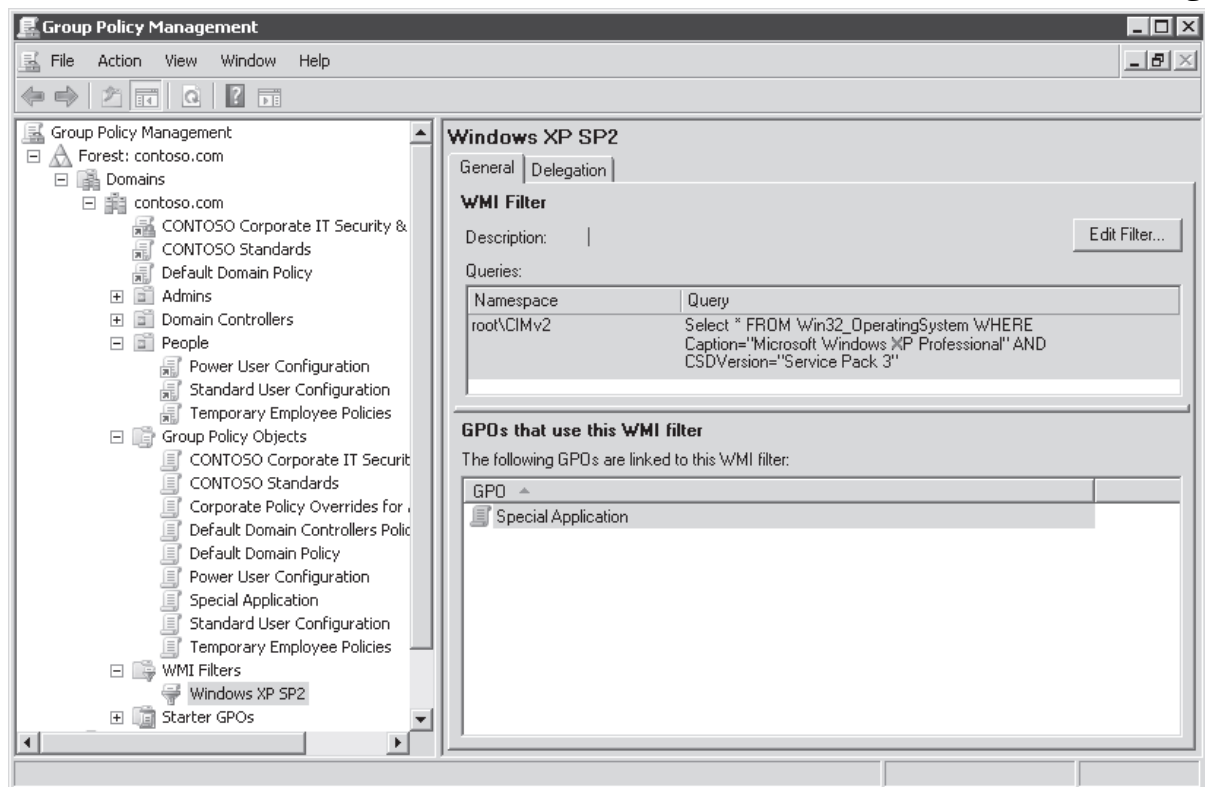 Group Policy Management
File Action View Window Help
Group Policy Management
Forest: contoso.com
Domains
contoso.com
CONTOSO Corporate IT Security &
CONTOSO Standards
Default Domain Policy
Admins
Domain Controllers
People
Power User Configuration
Standard User Configuration
Temporary Employee Policies
Group Policy Objects
CONTOSO Corporate IT Securit
CONTOSO Standards
Corporate Policy Overrides for
Default Domain Controllers Polic
Default Domain Policy
Power User Configuration
Special Application
Standard User Configuration
Temporary Employee Policies
WMI Filters
Windows XP SP2
Starter GPOs
Windows XP SP2
General Delegation
WMI Filter
Description:
Edit Filter...
Queries:
Namespace Query
root\CIMv2 Select * FROM Win32_OperatingSystem WHERE
Caption="Microsoft Windows XP Professional" AND
CSDVersion="Service Pack 3"
GPOs that use this WMI filter
The following GPOs are linked to this WMI filter:
GPO
Special Application